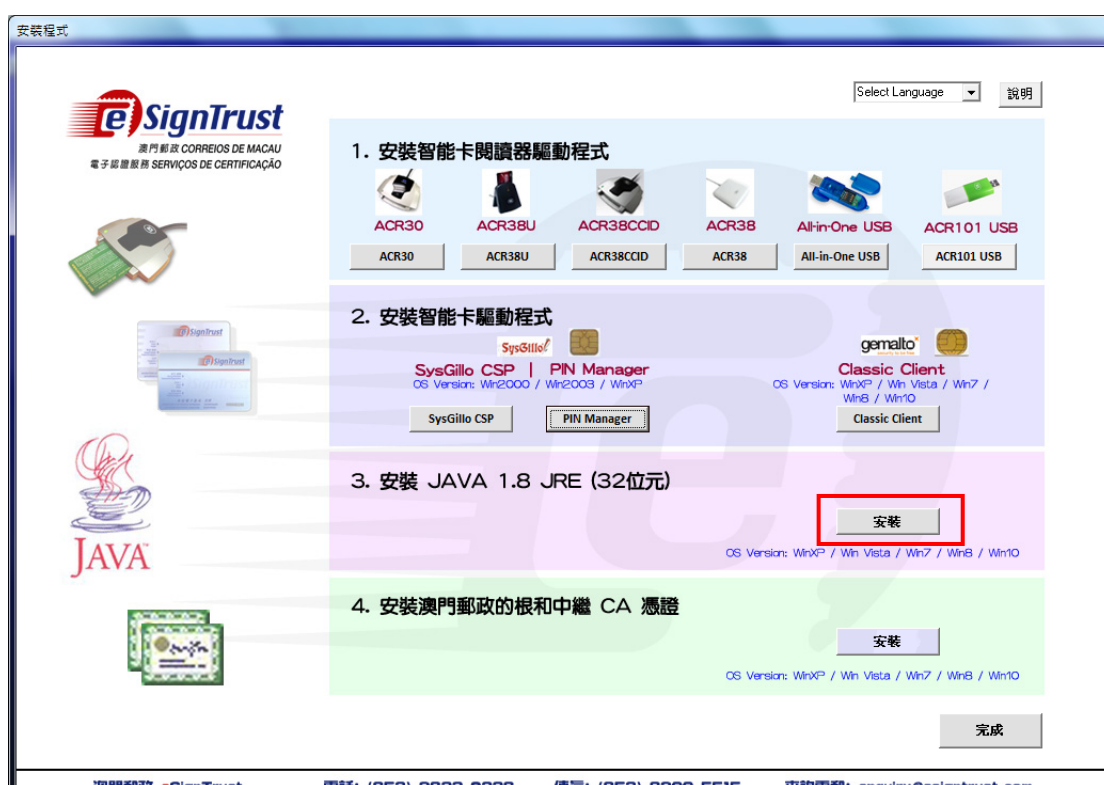 安裝程式
Select Language
說明
eSignTrust
澳門郵政 CORREIOS DE MACAU
電子認證服務 SERVIÇOS DE CERTIFICAÇÃO
1. 安裝智能卡閱讀器驅動程式
ACR30 ACR38U ACR38CCID ACR38 All-in-One USB ACR101 USB
ACR30 ACR38U ACR38CCID ACR38 All-in-One USB ACR101 USB
2. 安裝智能卡驅動程式
SysGillo
gemalto
SysGillo CSP | PIN Manager
OS Version: Win2000 / Win2003 / WinXP
Classic Client
OS Version: WinXP / Win Vista / Win7 /
Win8 / Win10
SysGillo CSP PIN Manager Classic Client
eSignTrust
eSignTrust
3. 安裝 JAVA 1.8 JRE (32位元)
安裝
OS Version: WinXP / Win Vista / Win7 / Win8 / Win10
JAVA
4. 安裝澳門郵政的根和中繼 CA 憑證
安裝
OS Version: WinXP / Win Vista / Win7 / Win8 / Win10
完成